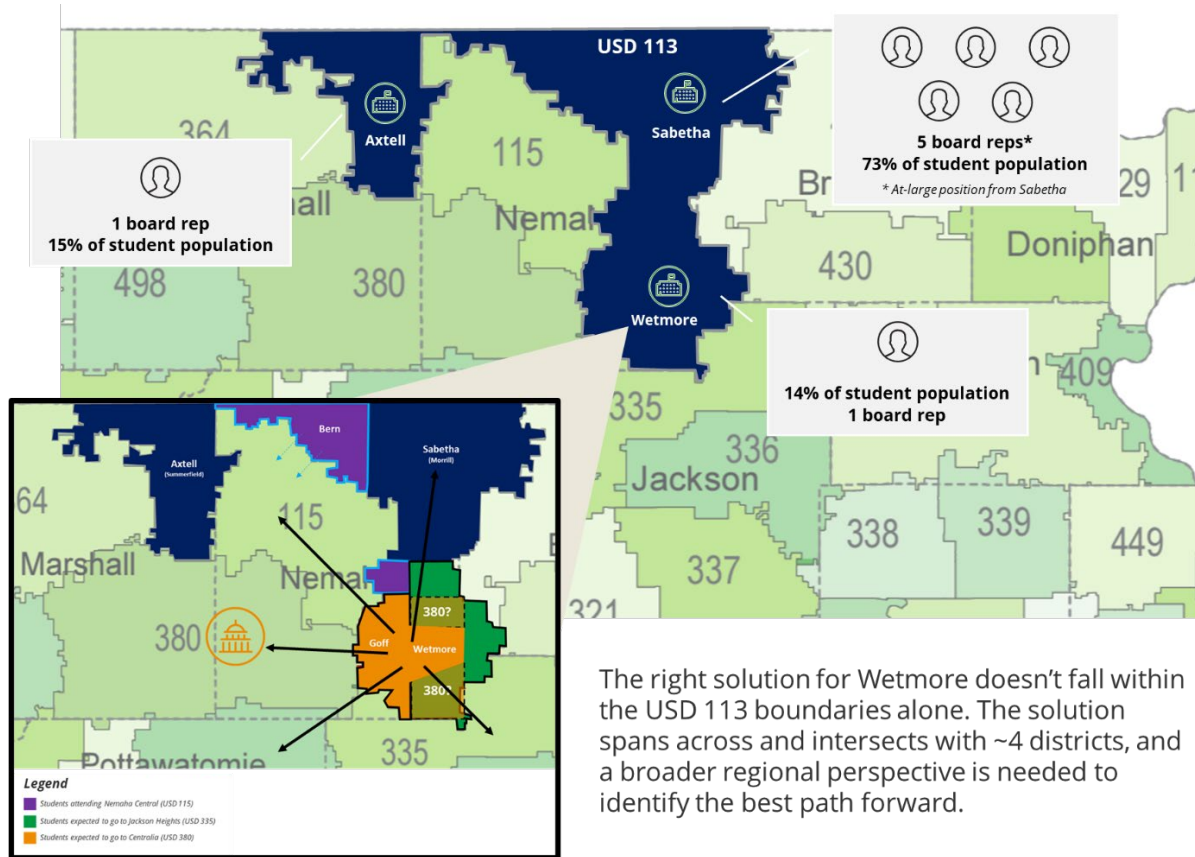 USD 113
5 board reps*
73% of student population
* At-large position from Sabetha
Sabetha
Axtell
364
115
1 board rep
15% of student population
Nemah
Doniphan
498
380
430
Wetmore
14% of student population
1 board rep
409
335
336
Jackson
337
338
339
449
321
Bern
Sabetha
(Morrill)
Axtell
(Summerfield)
64
115
Marshall
Nemah
380
380?
Goff
Wetmore
380?
335
Pottawatomie
Legend
Students attending Nemaha Central (USD 115)
Students expected to go to Jackson Heights (USD 335)
Students expected to go to Centralia (USD 380)
The right solution for Wetmore doesn’t fall within
the USD 113 boundaries alone. The solution
spans across and intersects with ~4 districts, and
a broader regional perspective is needed to
identify the best path forward.